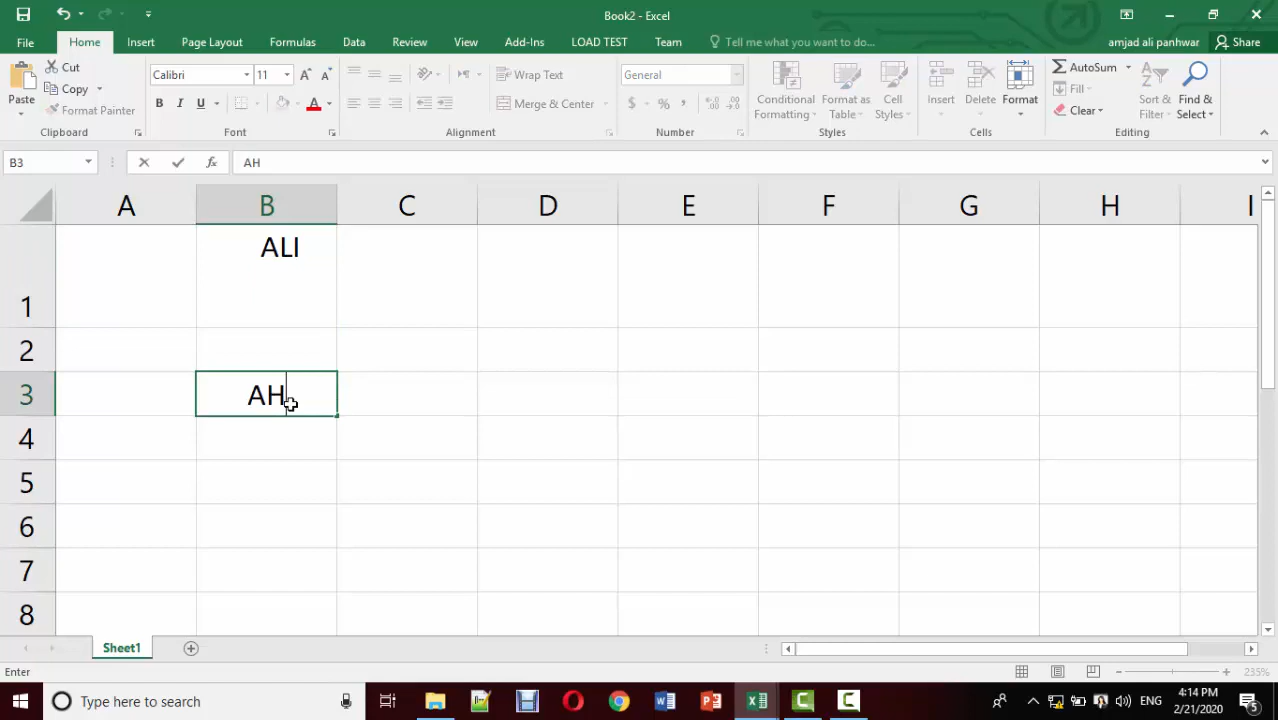 Book2 - Excel
File Home Insert Page Layout Formulas Data Review View Add-Ins LOAD TEST Team Tell me what you want to do... amjad ali panhwar Share
Paste Cut Copy Format Painter Clipboard
Calibri 11 A A B I U A Font
Wrap Text Merge & Center Alignment
General $ % , Number
Conditional Formatting Format as Table Cell Styles Styles
Insert Delete Format Cells
AutoSum Fill Clear Sort & Filter Find & Select Editing
B3 fx AH
A B C D E F G H I
ALI
1
2
3 AH
4
5
6
7
8
Sheet1
Enter 235%
Type here to search ENG 4:14 PM
2/21/2020 5